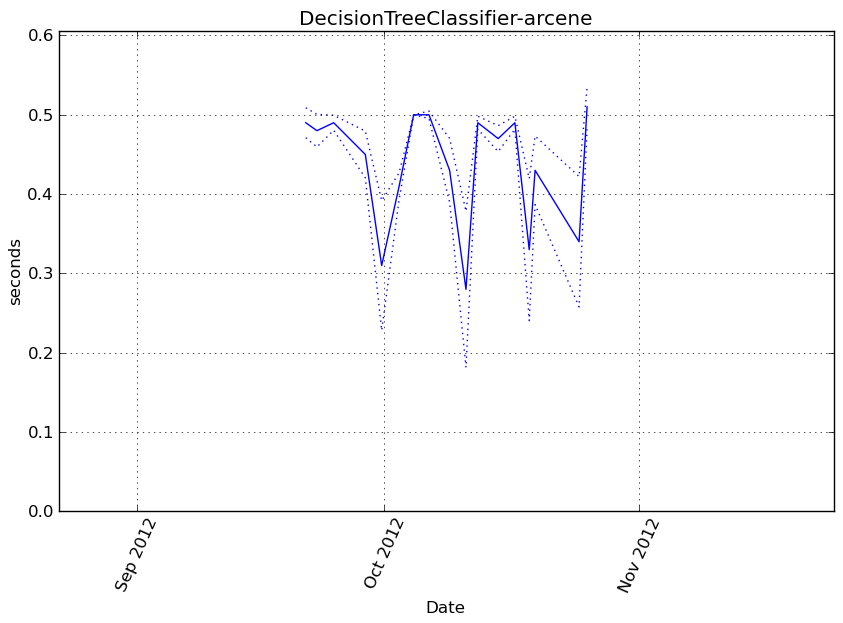 DecisionTreeClassifier-arcene
0.6
0.5
0.4
0.3
0.2
0.1
0.0
seconds
Sep 2012
Oct 2012
Nov 2012
Date